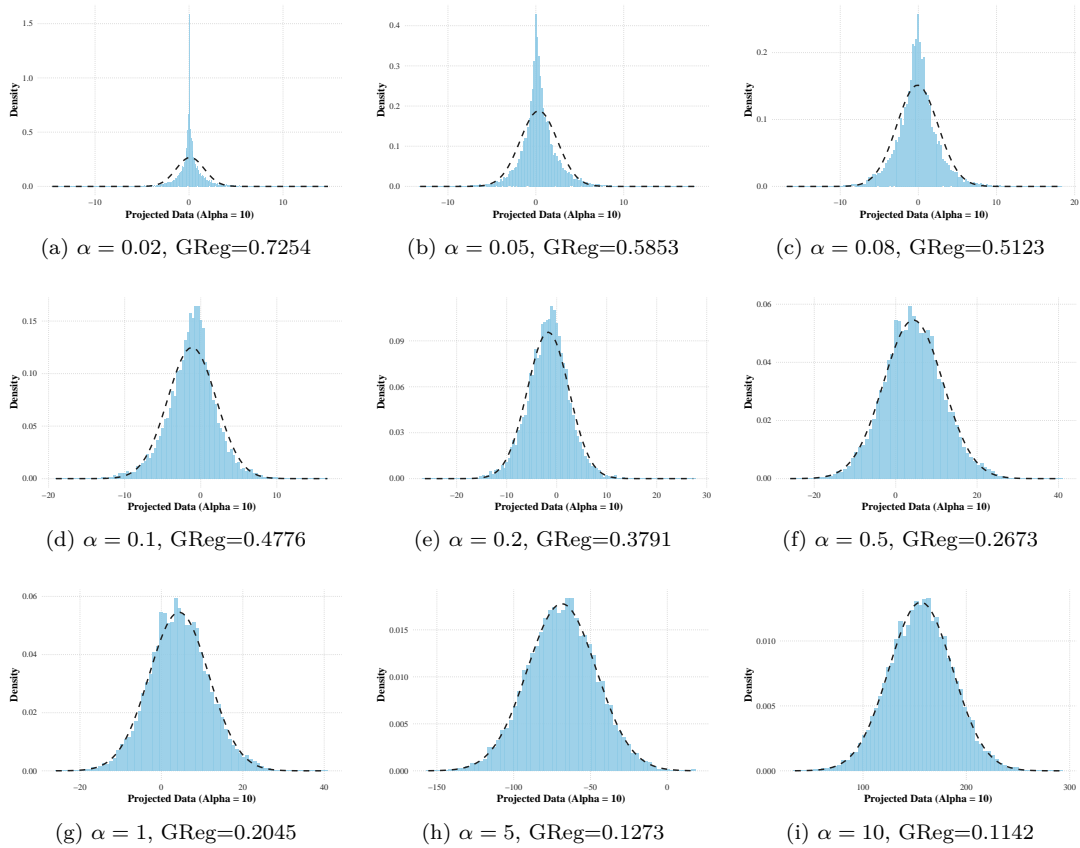 1.5
1.0
0.5
0.0
Density
−10
0
10
Projected Data (Alpha = 10)
(a) α = 0.02, GReg=0.7254
0.4
0.3
0.2
0.1
0.0
Density
−10
0
10
Projected Data (Alpha = 10)
(b) α = 0.05, GReg=0.5853
0.2
0.1
0.0
Density
−10
0
10
20
Projected Data (Alpha = 10)
(c) α = 0.08, GReg=0.5123
0.15
0.10
0.05
0.00
Density
−20
−10
0
10
Projected Data (Alpha = 10)
(d) α = 0.1, GReg=0.4776
0.09
0.06
0.03
0.00
Density
−20
−10
0
10
20
30
Projected Data (Alpha = 10)
(e) α = 0.2, GReg=0.3791
0.06
0.04
0.02
0.00
Density
−20
0
20
40
Projected Data (Alpha = 10)
(f) α = 0.5, GReg=0.2673
0.06
0.04
0.02
0.00
Density
−20
0
20
40
Projected Data (Alpha = 10)
(g) α = 1, GReg=0.2045
0.015
0.010
0.005
0.000
Density
−150
−100
−50
0
Projected Data (Alpha = 10)
(h) α = 5, GReg=0.1273
0.010
0.005
0.000
Density
100
200
300
Projected Data (Alpha = 10)
(i) α = 10, GReg=0.1142